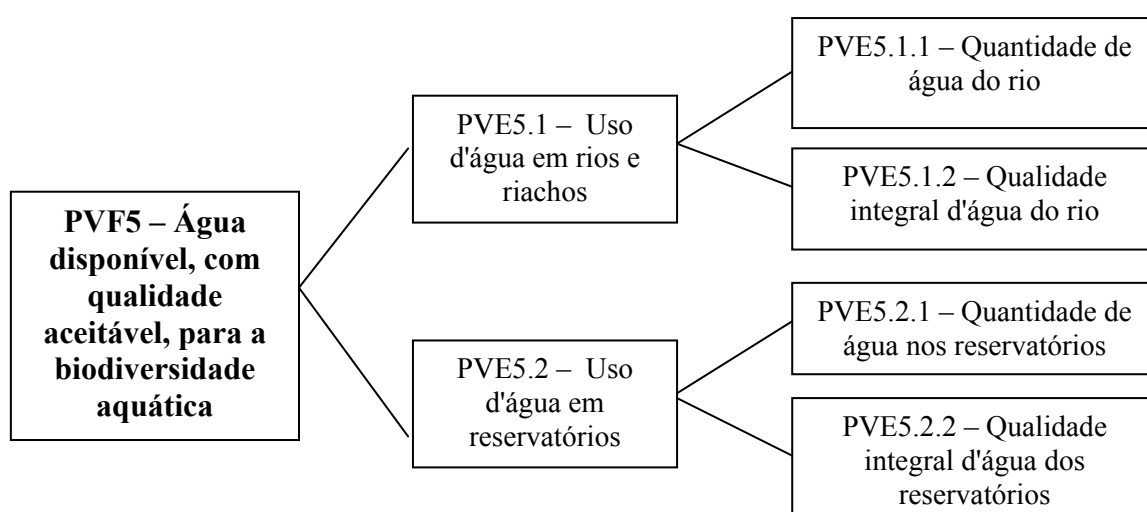 PVF5 – Água
disponível, com
qualidade
aceitável, para a
biodiversidade
aquática
PVE5.1 – Uso
d'água em rios e
riachos
PVE5.1.1 – Quantidade de
água do rio
PVE5.1.2 – Qualidade
integral d'água do rio
PVE5.2 – Uso
d'água em
reservatórios
PVE5.2.1 – Quantidade de
água nos reservatórios
PVE5.2.2 – Qualidade
integral d'água dos
reservatórios